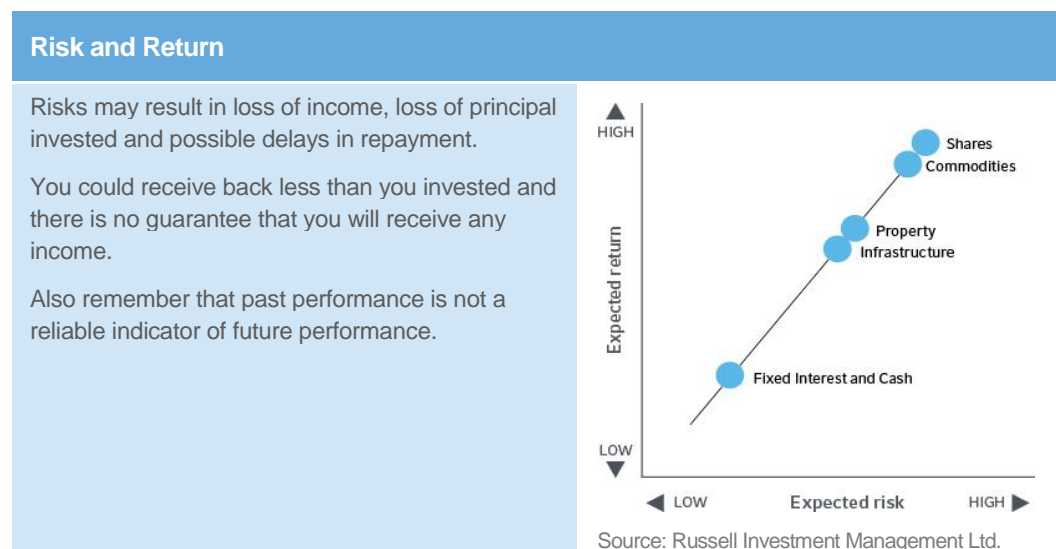 Risk and Return
Risks may result in loss of income, loss of principal
invested and possible delays in repayment.
You could receive back less than you invested and
there is no guarantee that you will receive any
income.
Also remember that past performance is not a
reliable indicator of future performance.
HIGH
Shares
Commodities
Property
Infrastructure
Expected return
Fixed Interest and Cash
LOW
LOW
Expected risk
HIGH
Source: Russell Investment Management Ltd.